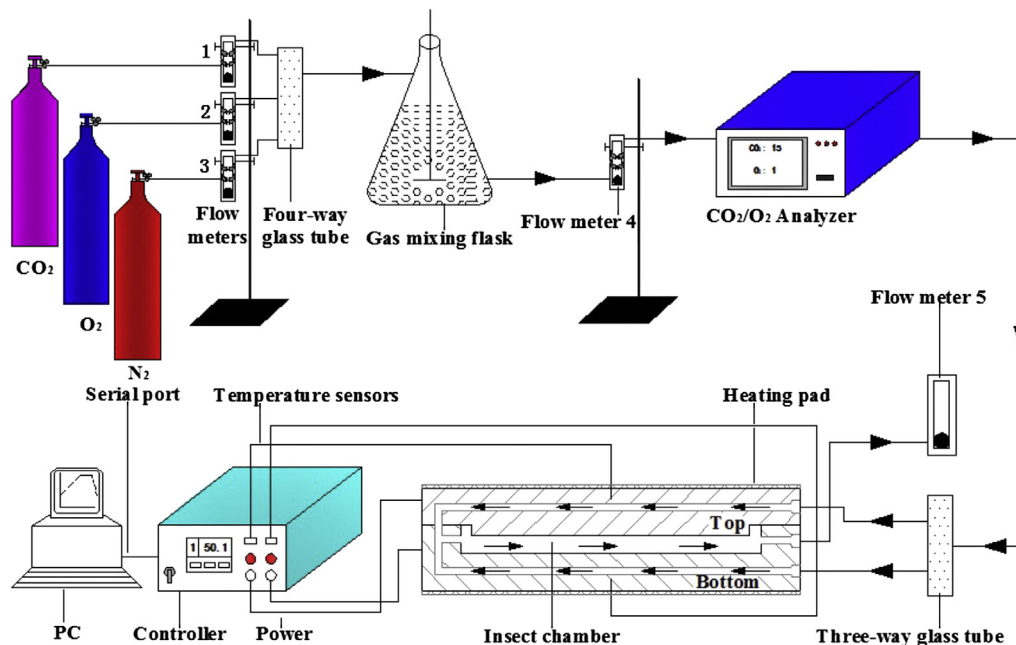 1
2
3
Flow
meters
Four-way
glass tube
Gas mixing flask
Flow meter 4
CO₂: 15
O₂: 1
CO₂/O₂ Analyzer
CO₂
O₂
N₂
Flow meter 5
Serial port
Temperature sensors
Heating pad
Top
Bottom
1 50.1
PC
Controller
Power
Insect chamber
Three-way glass tube